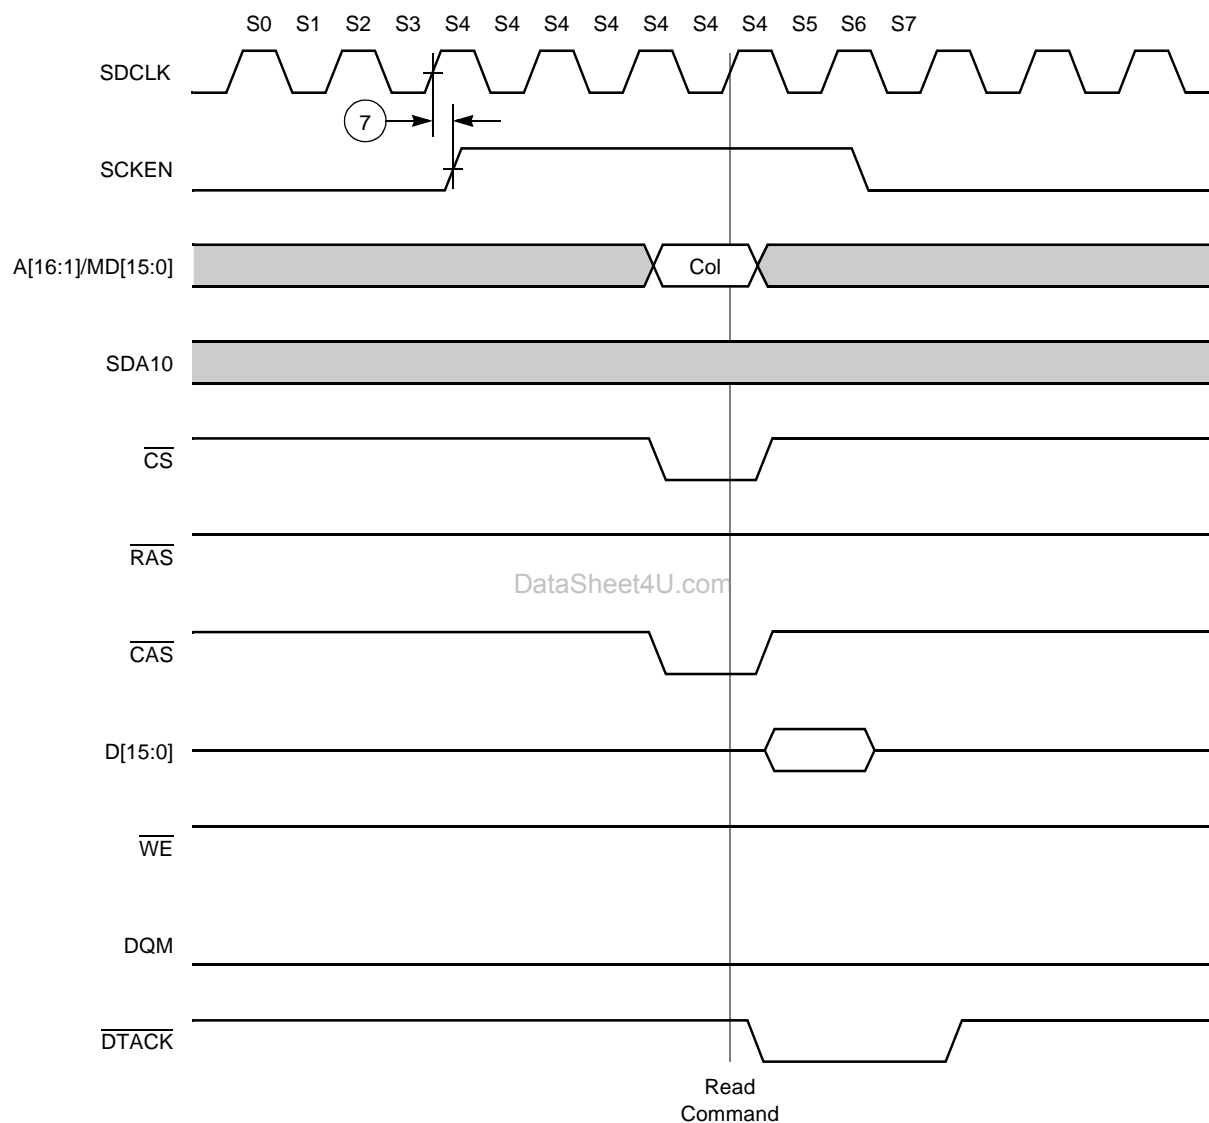 S0 S1 S2 S3 S4 S4 S4 S4 S4 S4 S4 S5 S6 S7
SDCLK
7
SCKEN
A[16:1]/MD[15:0]
Col
SDA10
CS
RAS
DataSheet4U.com
CAS
D[15:0]
WE
DQM
DTACK
Read
Command